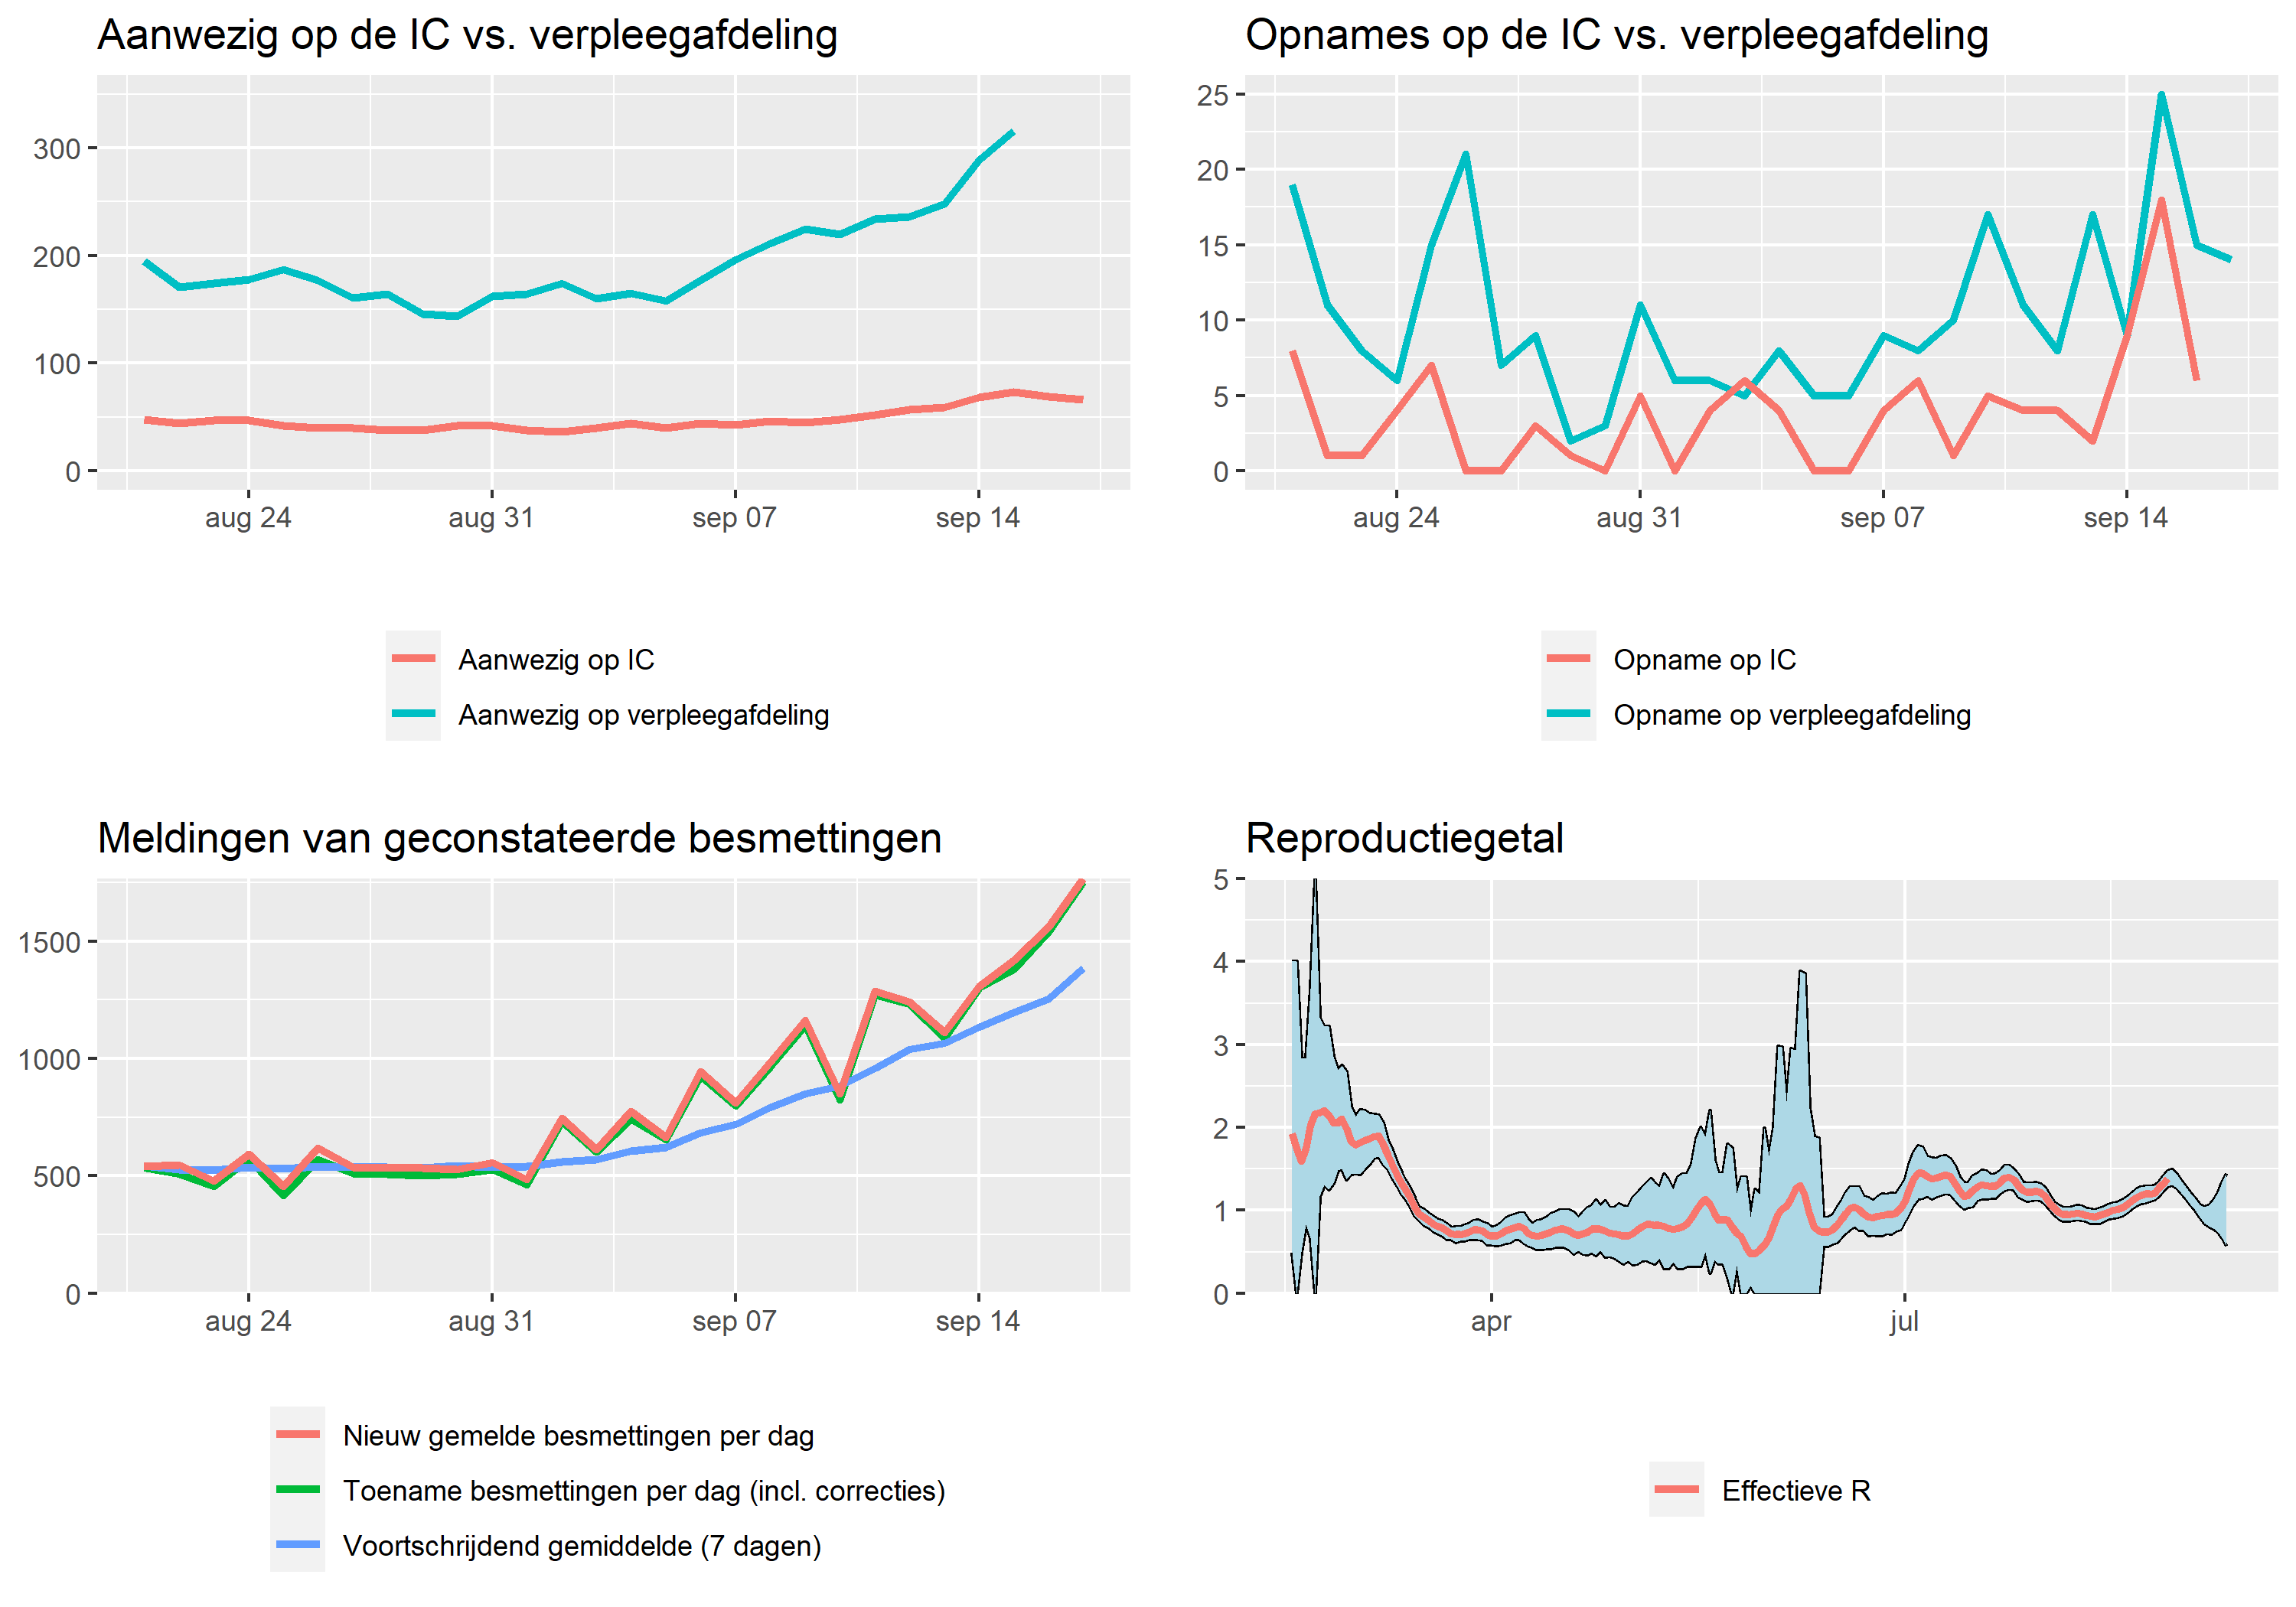 Aanwezig op de IC vs. verpleegafdeling
300
200
100
0
aug 24 aug 31 sep 07 sep 14
Aanwezig op IC
Aanwezig op verpleegafdeling
Opnames op de IC vs. verpleegafdeling
25
20
15
10
5
0
aug 24 aug 31 sep 07 sep 14
Opname op IC
Opname op verpleegafdeling
Meldingen van geconstateerde besmettingen
1500
1000
500
0
aug 24 aug 31 sep 07 sep 14
Nieuw gemelde besmettingen per dag
Toename besmettingen per dag (incl. correcties)
Voortschrijdend gemiddelde (7 dagen)
Reproductiegetal
5
4
3
2
1
0
apr jul
Effectieve R